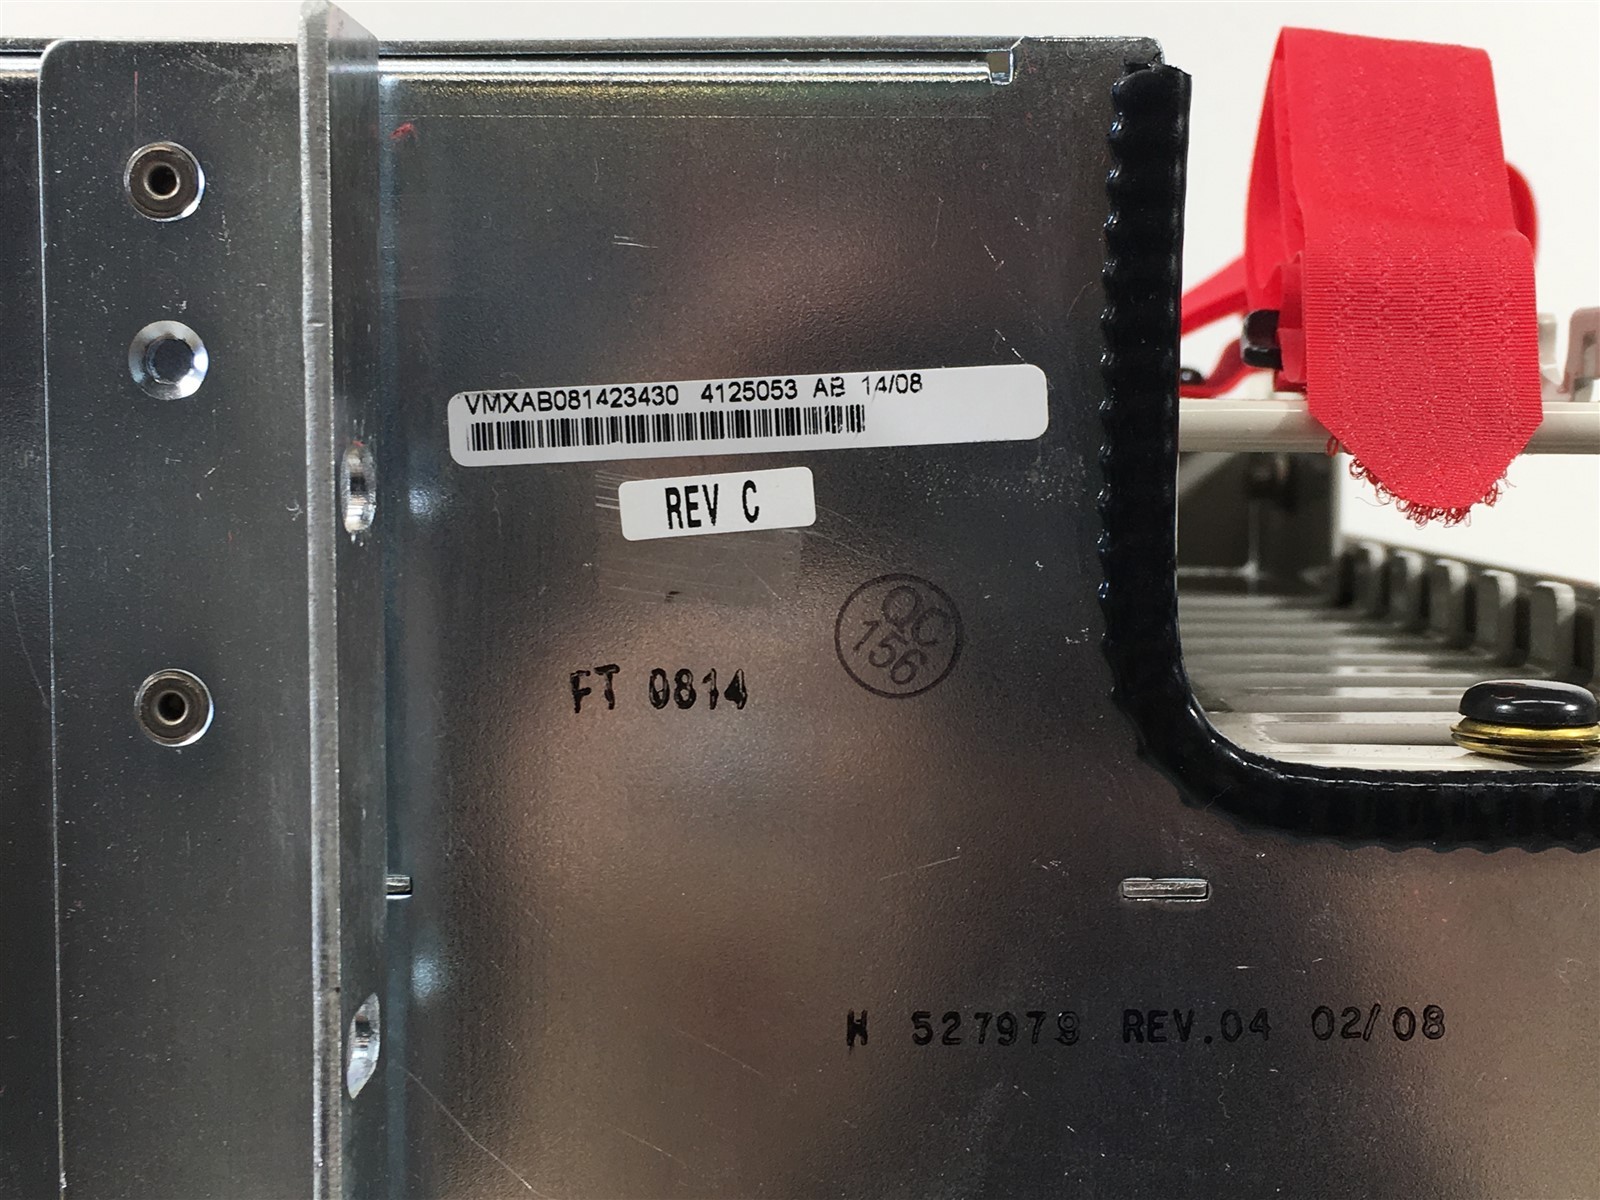 VMXAB081423430 4125053 AB 14/08
REV C
QC
156
FT 0814
H 527979 REV.04 02/08